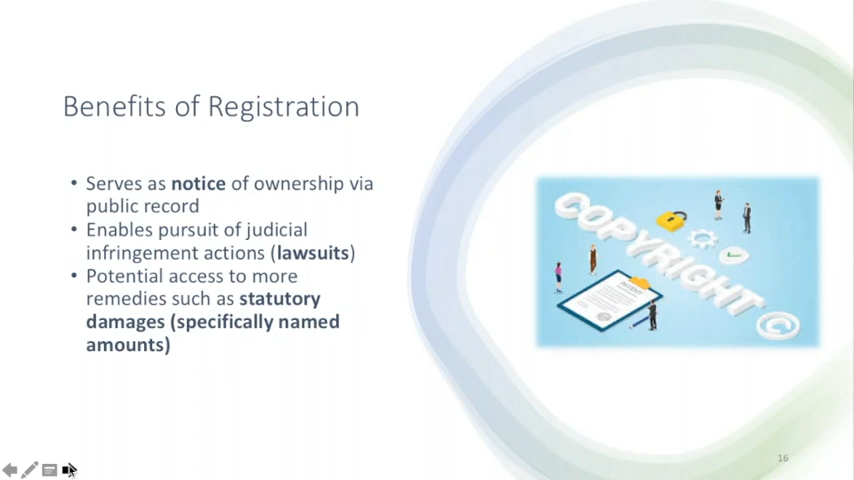 Benefits of Registration
• Serves as notice of ownership via
public record
• Enables pursuit of judicial
infringement actions (lawsuits)
• Potential access to more
remedies such as statutory
damages (specifically named
amounts)
COPYRIGHT ©
16